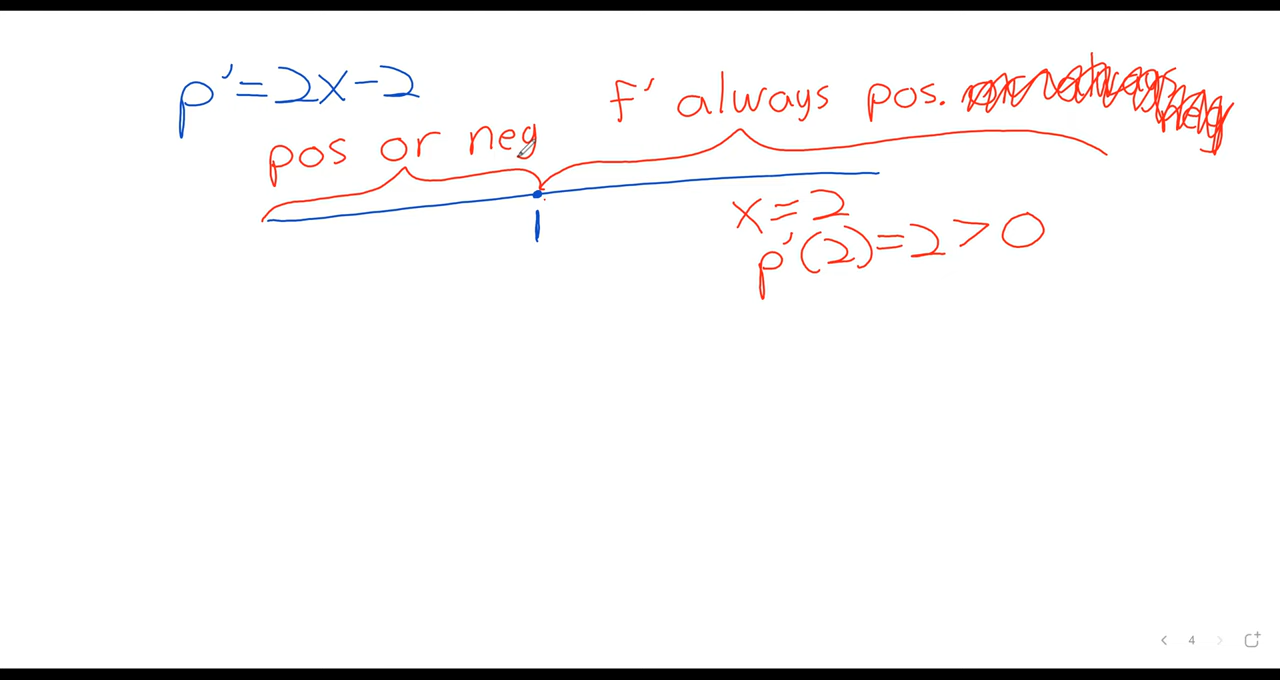 p'=2x-2
f' always pos.
pos or neg
1
x=2
p'(2)=2>0
4